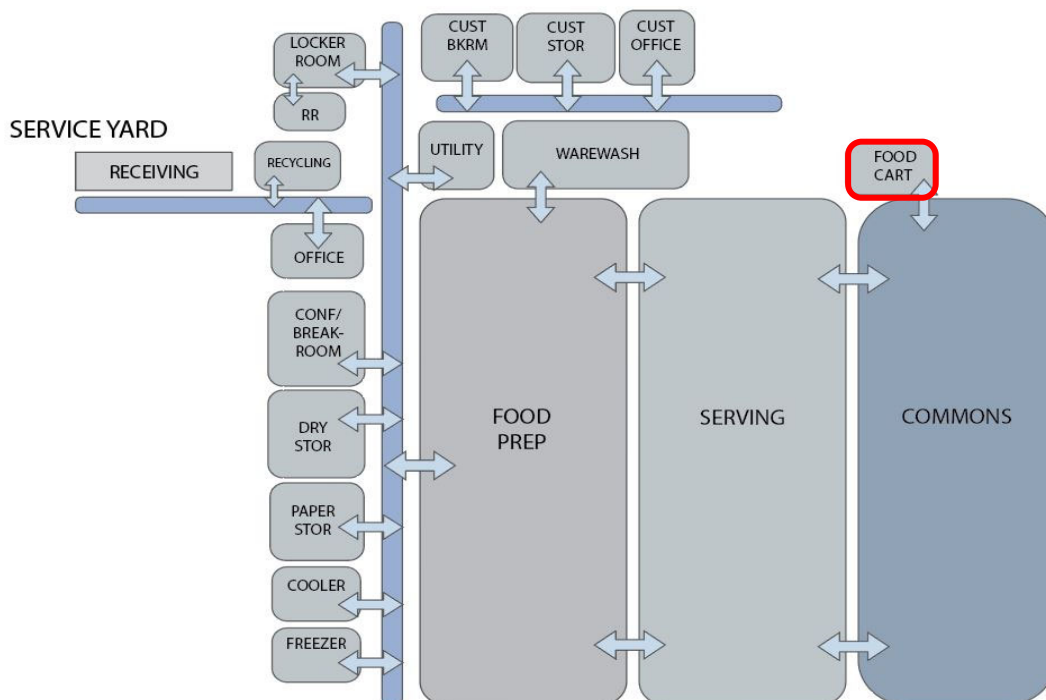 LOCKER
ROOM
CUST
BKRM
CUST
STOR
CUST
OFFICE
RR
SERVICE YARD
RECEIVING
RECYCLING
UTILITY
WAREWASH
FOOD
CART
OFFICE
CONF/
BREAK-
ROOM
DRY
STOR
FOOD
PREP
SERVING
COMMONS
PAPER
STOR
COOLER
FREEZER